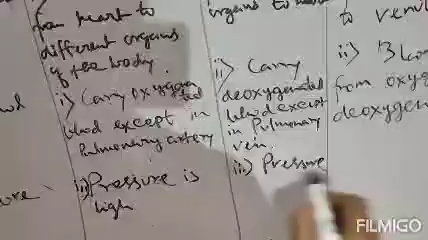 from heart to
different organs
of the body.
i) Carry oxygenated
blood except in
Pulmonary artery
ii) Pressure is
high
organs to
ii) Carry
deoxygenated
blood except
in Pulmonary
vein.
iii) Pressure
to
ii)
from
deoxygen
FILMIGO